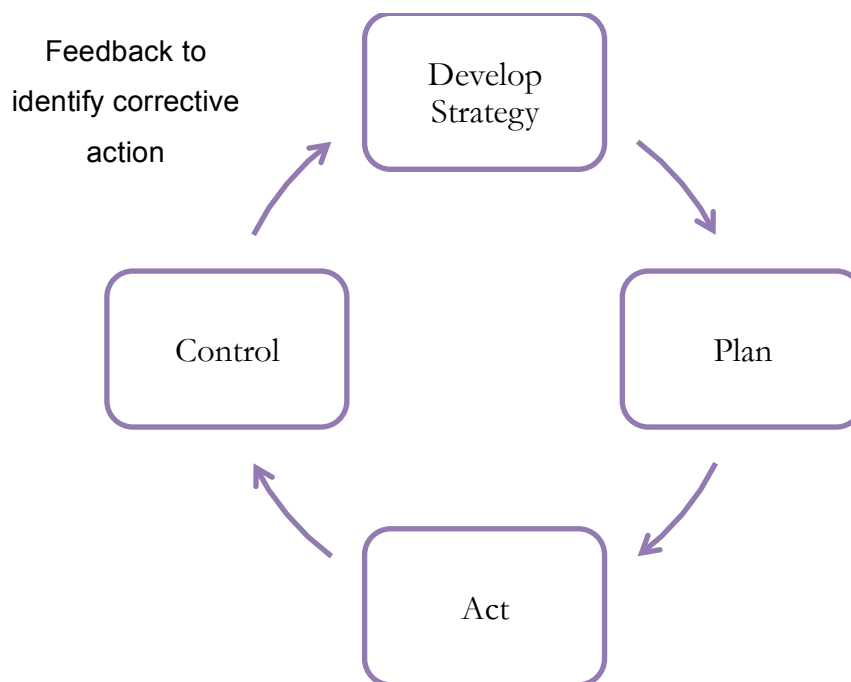 Feedback to
identify corrective
action
Develop
Strategy
Control
Plan
Act